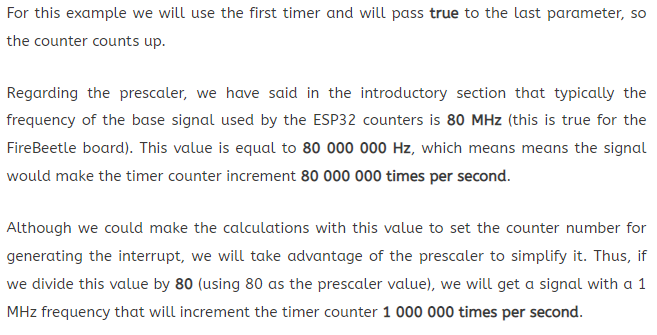 For this example we will use the first timer and will pass true to the last parameter, so
the counter counts up.
Regarding the prescaler, we have said in the introductory section that typically the
frequency of the base signal used by the ESP32 counters is 80 MHz (this is true for the
FireBeetle board). This value is equal to 80 000 000 Hz, which means means the signal
would make the timer counter increment 80 000 000 times per second.
Although we could make the calculations with this value to set the counter number for
generating the interrupt, we will take advantage of the prescaler to simplify it. Thus, if
we divide this value by 80 (using 80 as the prescaler value), we will get a signal with a 1
MHz frequency that will increment the timer counter 1 000 000 times per second.